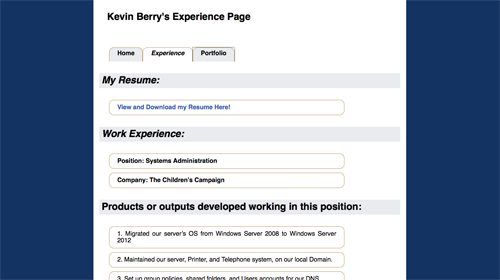 Kevin Berry's Experience Page
Home Experience Portfolio
My Resume:
View and Download my Resume Here!
Work Experience:
Position: Systems Administration
Company: The Children's Campaign
Products or outputs developed working in this position:
1. Migrated our server's OS from Windows Server 2008 to Windows Server
2012
2. Maintained our server, Printer, and Telephone system, on our local Domain.
3. Set up group policies, shared folders, and Users accounts for our DNS